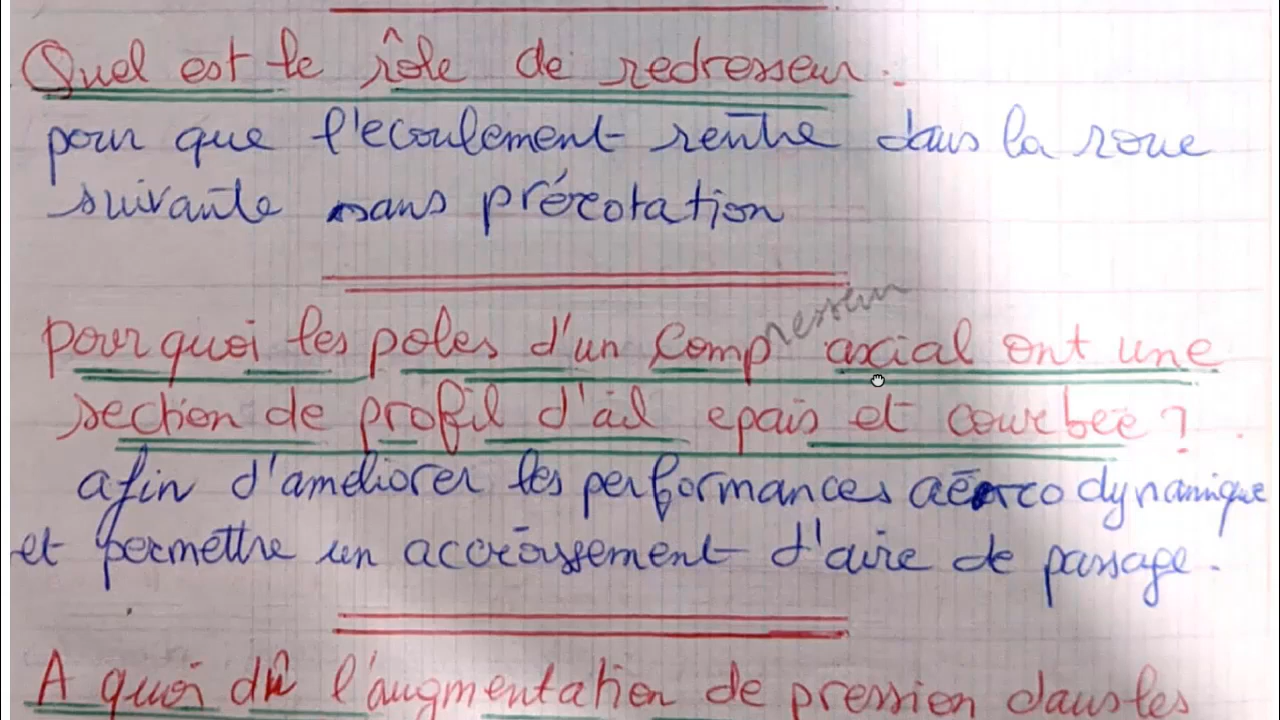 Quel est le rôle de redresseur :
pour que l'ecoulement rentre dans la roue
suivante sans prérotation
pourquoi les poles d'un compresseur axial ont une
section de profil d'ail epais et courbée ?
afin d'améliorer les performances aérodynamique
et permettre un accroissement d'aire de passage.
A quoi dû l'augmentation de pression dans les